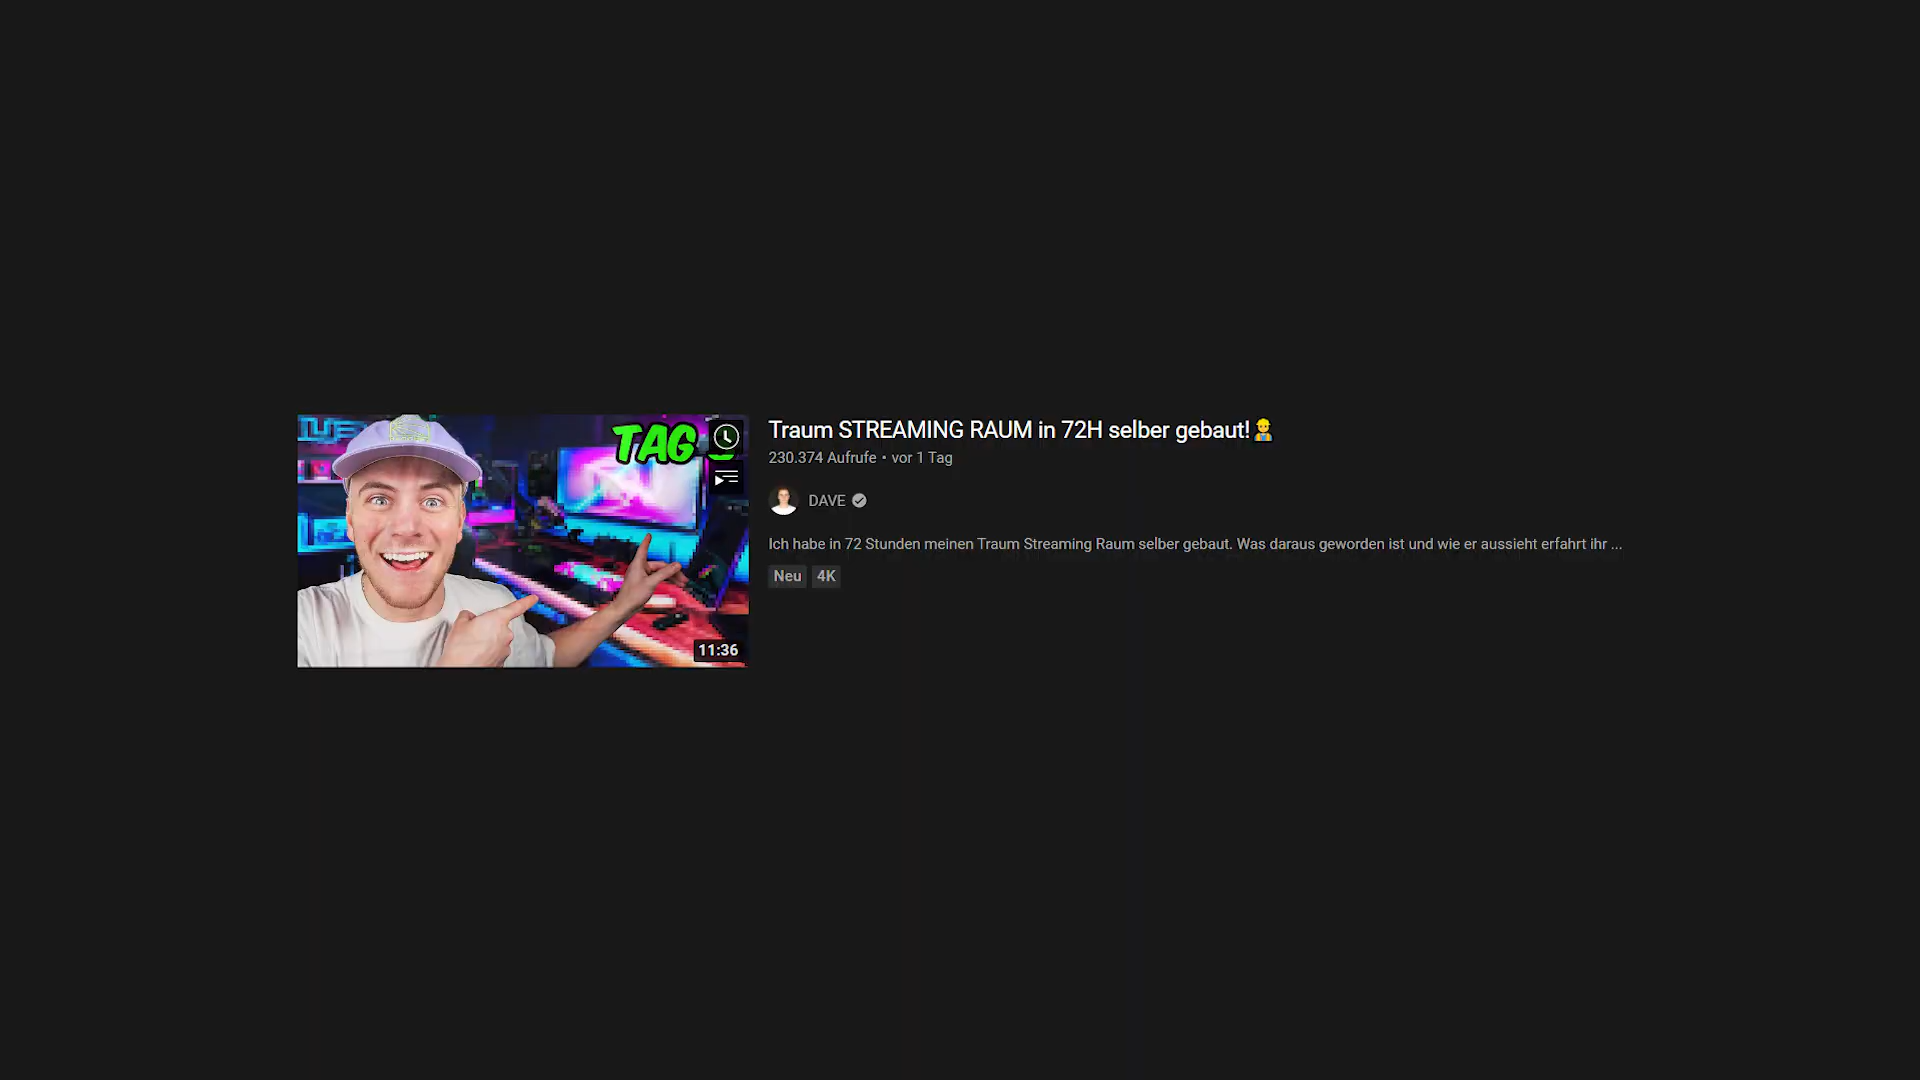 TAG
11:36
Traum STREAMING RAUM in 72H selber gebaut!👷
230.374 Aufrufe • vor 1 Tag
DAVE
Ich habe in 72 Stunden meinen Traum Streaming Raum selber gebaut. Was daraus geworden ist und wie er aussieht erfahrt ihr ...
Neu 4K